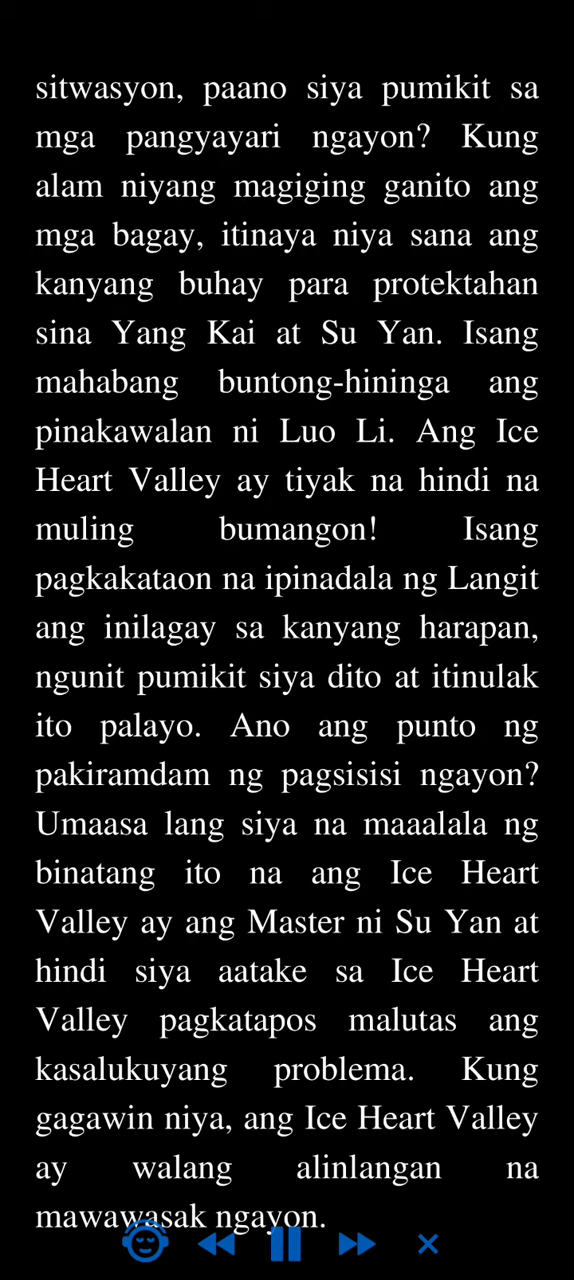 sitwasyon, paano siya pumikit sa
mga pangyayari ngayon? Kung
alam niyang magiging ganito ang
mga bagay, itinaya niya sana ang
kanyang buhay para protektahan
sina Yang Kai at Su Yan. Isang
mahabang buntong-hininga ang
pinakawalan ni Luo Li. Ang Ice
Heart Valley ay tiyak na hindi na
muling bumangon! Isang
pagkakataon na ipinadala ng Langit
ang inilagay sa kanyang harapan,
ngunit pumikit siya dito at itinulak
ito palayo. Ano ang punto ng
pakiramdam ng pagsisisi ngayon?
Umaasa lang siya na maaalala ng
binatang ito na ang Ice Heart
Valley ay ang Master ni Su Yan at
hindi siya aatake sa Ice Heart
Valley pagkatapos malutas ang
kasalukuyang problema. Kung
gagawin niya, ang Ice Heart Valley
ay walang alinlangan na
mawawasak ngayon.